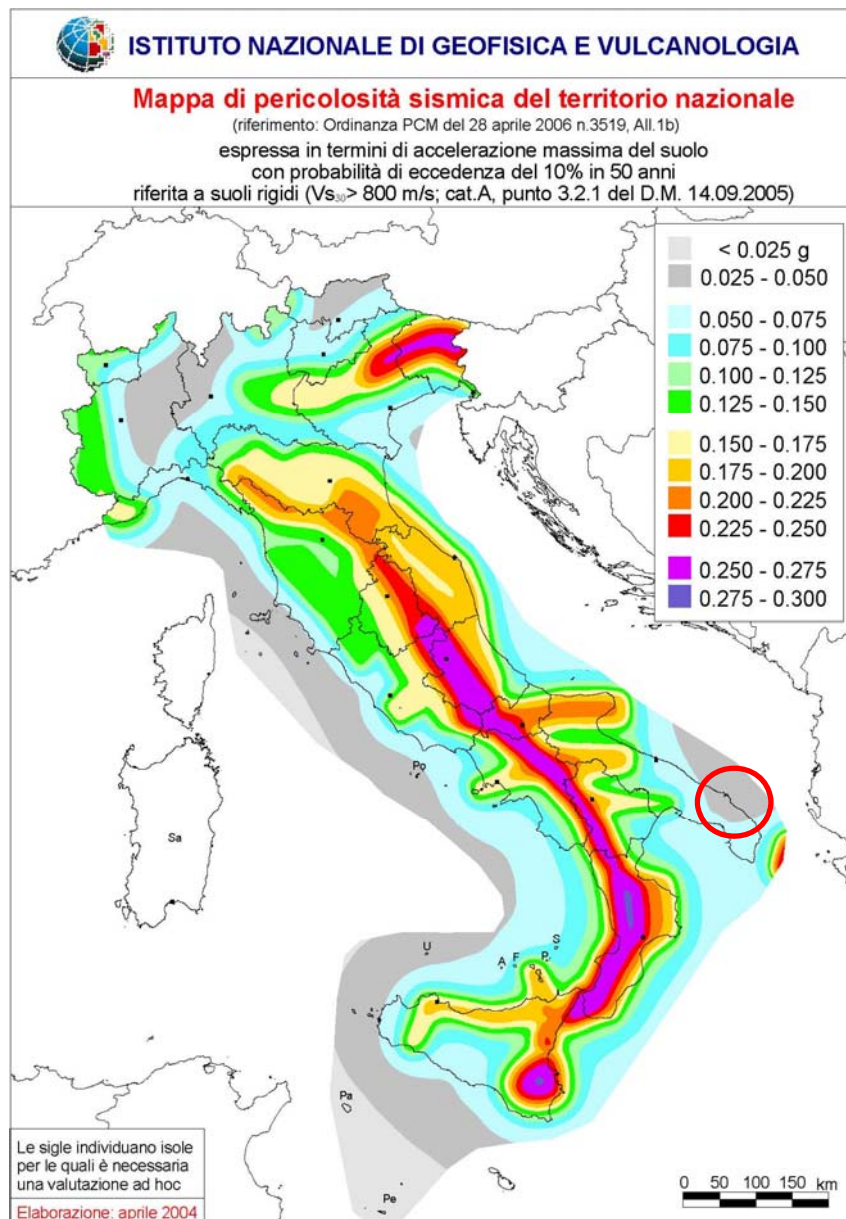 ISTITUTO NAZIONALE DI GEOFISICA E VULCANOLOGIA
Mappa di pericolosità sismica del territorio nazionale
(riferimento: Ordinanza PCM del 28 aprile 2006 n.3519, All.1b)
espressa in termini di accelerazione massima del suolo
con probabilità di eccedenza del 10% in 50 anni
riferita a suoli rigidi (Vs30> 800 m/s; cat.A, punto 3.2.1 del D.M. 14.09.2005)
< 0.025 g
0.025 - 0.050
0.050 - 0.075
0.075 - 0.100
0.100 - 0.125
0.125 - 0.150
0.150 - 0.175
0.175 - 0.200
0.200 - 0.225
0.225 - 0.250
0.250 - 0.275
0.275 - 0.300
Po
Sa
U
A
F
P
S
Pa
Pe
Le sigle individuano isole
per le quali è necessaria
una valutazione ad hoc
Elaborazione: aprile 2004
0 50 100 150 km